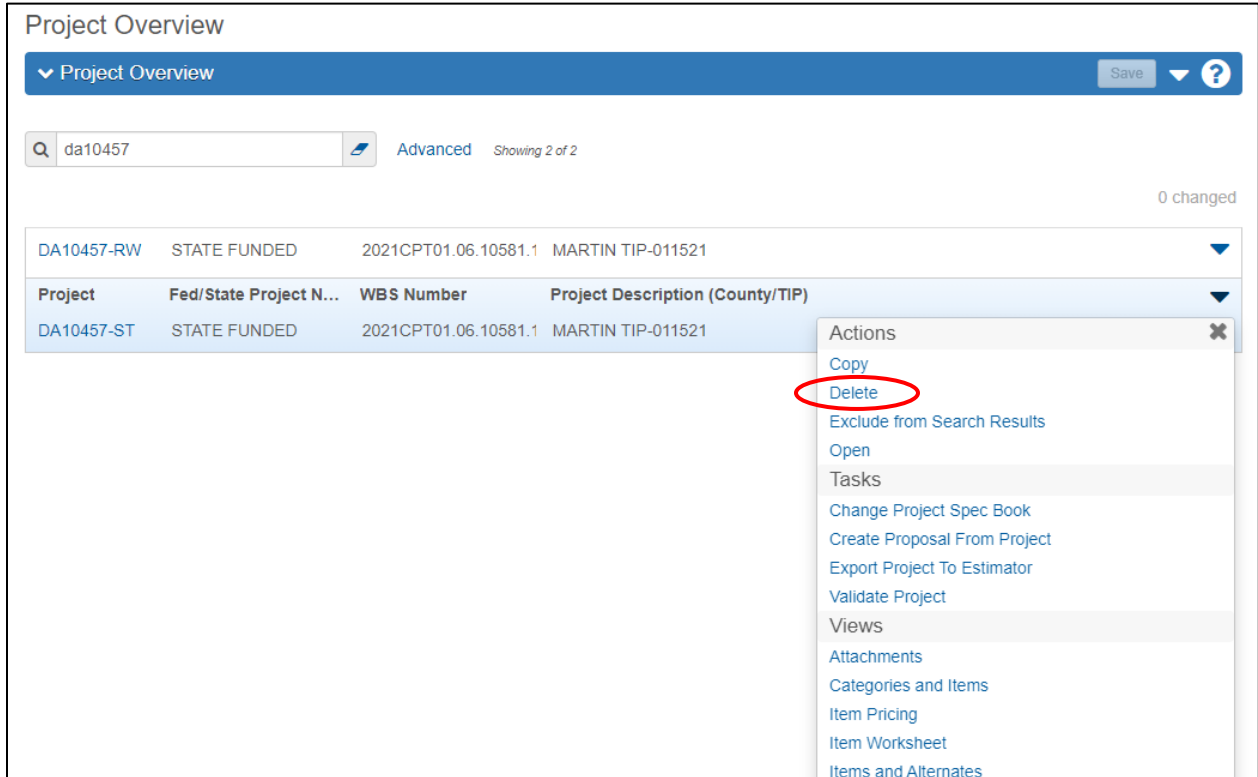 Project Overview
Project Overview Save ?
da10457 Advanced Showing 2 of 2
0 changed
DA10457-RW STATE FUNDED 2021CPT01.06.10581.1 MARTIN TIP-011521
Project Fed/State Project N... WBS Number Project Description (County/TIP)
DA10457-ST STATE FUNDED 2021CPT01.06.10581.1 MARTIN TIP-011521
Actions
Copy
Delete
Exclude from Search Results
Open
Tasks
Change Project Spec Book
Create Proposal From Project
Export Project To Estimator
Validate Project
Views
Attachments
Categories and Items
Item Pricing
Item Worksheet
Items and Alternates